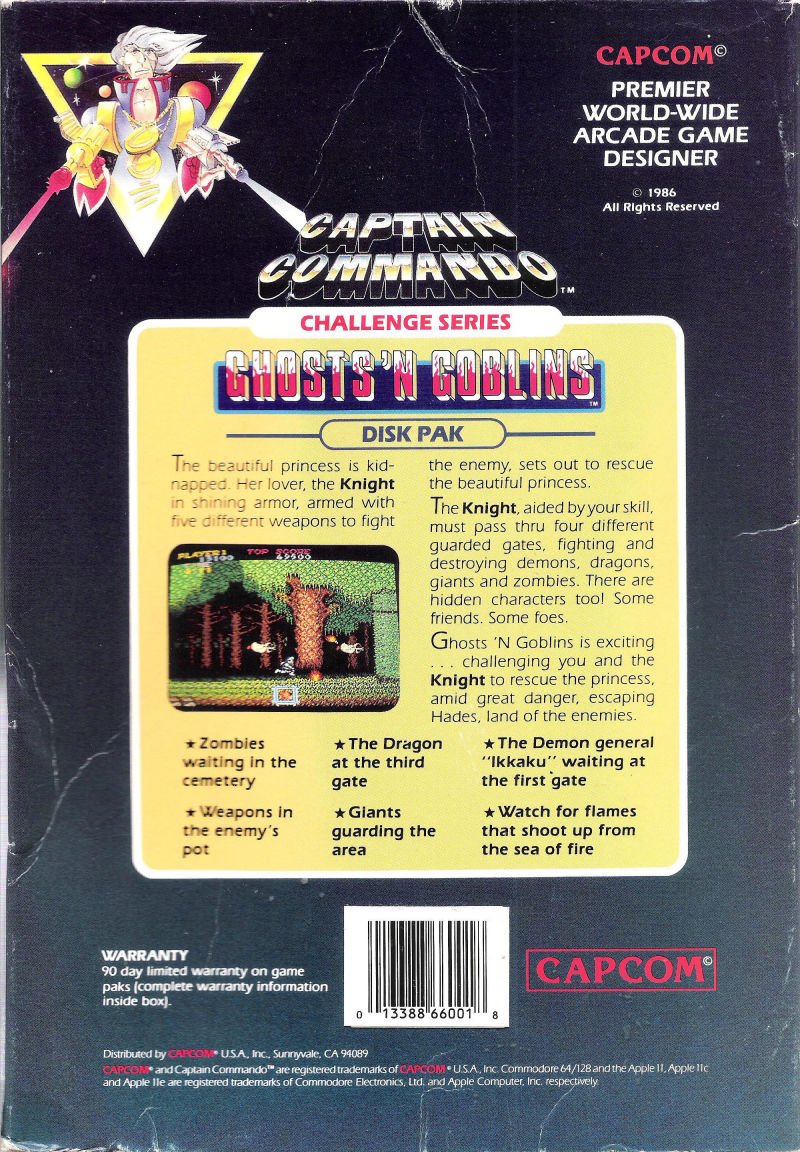 CAPCOM©
PREMIER
WORLD-WIDE
ARCADE GAME
DESIGNER
© 1986
All Rights Reserved
CAPTAIN
COMMANDO™
CHALLENGE SERIES
GHOSTS 'N GOBLINS™
DISK PAK
The beautiful princess is kid-
napped. Her lover, the Knight
in shining armor, armed with
five different weapons to fight
the enemy, sets out to rescue
the beautiful princess.
The Knight, aided by your skill,
must pass thru four different
guarded gates, fighting and
destroying demons, dragons,
giants and zombies. There are
hidden characters too! Some
friends. Some foes.
Ghosts 'N Goblins is exciting
. . . challenging you and the
Knight to rescue the princess,
amid great danger, escaping
Hades, land of the enemies.
PLAYER1 TOP SCORE
★ Zombies
waiting in the
cemetery
★ The Dragon
at the third
gate
★ The Demon general
"Ikkaku" waiting at
the first gate
★ Weapons in
the enemy's
pot
★ Giants
guarding the
area
★ Watch for flames
that shoot up from
the sea of fire
WARRANTY
90 day limited warranty on game
paks (complete warranty information
inside box).
0 13388 66001 8
CAPCOM©
Distributed by CAPCOM® U.S.A., Inc., Sunnyvale, CA 94089
CAPCOM® and Captain Commando™ are registered trademarks of CAPCOM® U.S.A., Inc. Commodore 64/128 and the Apple II, Apple IIc
and Apple IIe are registered trademarks of Commodore Electronics, Ltd. and Apple Computer, Inc. respectively.